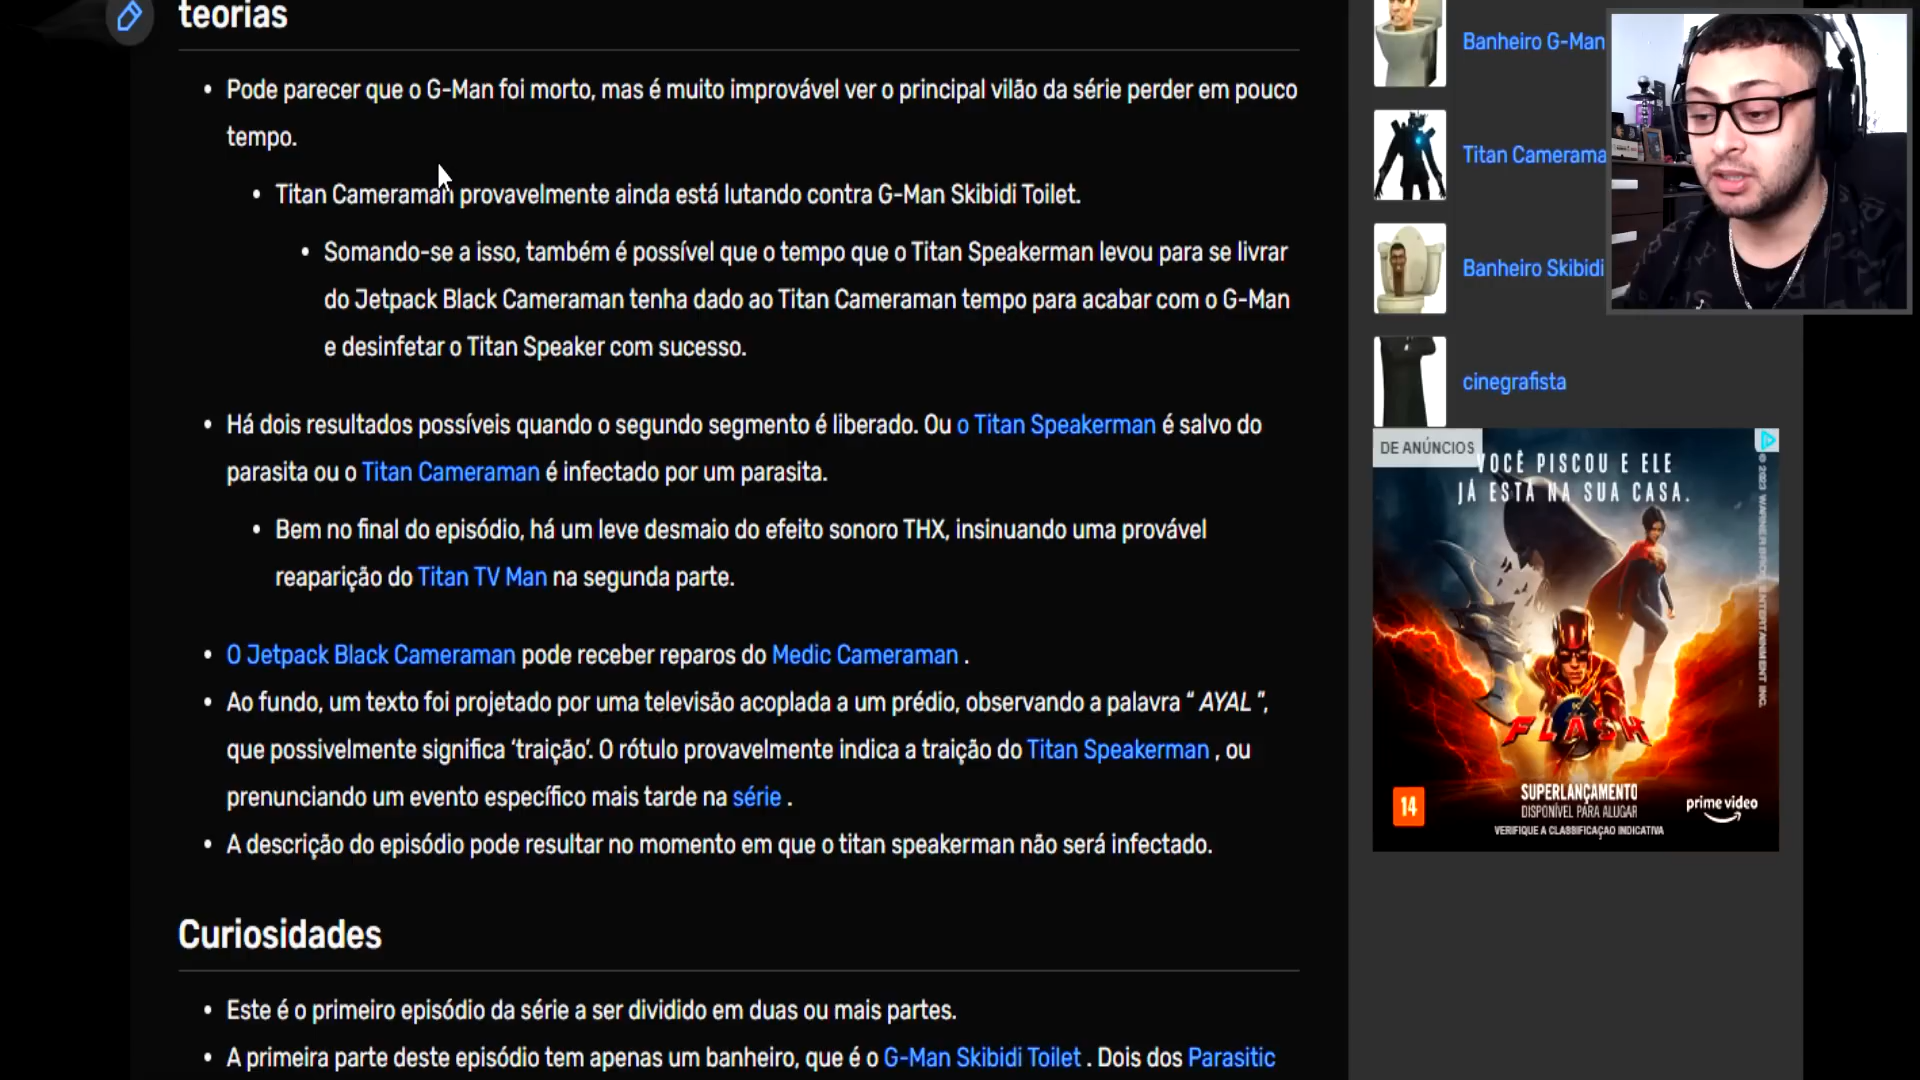 teorias
Pode parecer que o G-Man foi morto, mas é muito improvável ver o principal vilão da série perder em pouco
tempo.
Titan Cameraman provavelmente ainda está lutando contra G-Man Skibidi Toilet.
Somando-se a isso, também é possível que o tempo que o Titan Speakerman levou para se livrar
do Jetpack Black Cameraman tenha dado ao Titan Cameraman tempo para acabar com o G-Man
e desinfetar o Titan Speaker com sucesso.
Há dois resultados possíveis quando o segundo segmento é liberado. Ou o Titan Speakerman é salvo do
parasita ou o Titan Cameraman é infectado por um parasita.
Bem no final do episódio, há um leve desmaio do efeito sonoro THX, insinuando uma provável
reaparição do Titan TV Man na segunda parte.
O Jetpack Black Cameraman pode receber reparos do Medic Cameraman .
Ao fundo, um texto foi projetado por uma televisão acoplada a um prédio, observando a palavra “ AYAL ”,
que possivelmente significa ‘traição’. O rótulo provavelmente indica a traição do Titan Speakerman , ou
prenunciando um evento específico mais tarde na série .
A descrição do episódio pode resultar no momento em que o titan speakerman não será infectado.
Curiosidades
Este é o primeiro episódio da série a ser dividido em duas ou mais partes.
A primeira parte deste episódio tem apenas um banheiro, que é o G-Man Skibidi Toilet . Dois dos Parasitic
Banheiro G-Man
Titan Camerama
Banheiro Skibidi
cinegrafista
DE ANÚNCIOS
VOCÊ PISCOU E ELE
JÁ ESTÁ NA SUA CASA.
FLASH
14
SUPERLANÇAMENTO
DISPONÍVEL PARA ALUGAR
VERIFIQUE A CLASSIFICAÇÃO INDICATIVA
prime video
© 2023 WARNER BROS. ENTERTAINMENT INC.